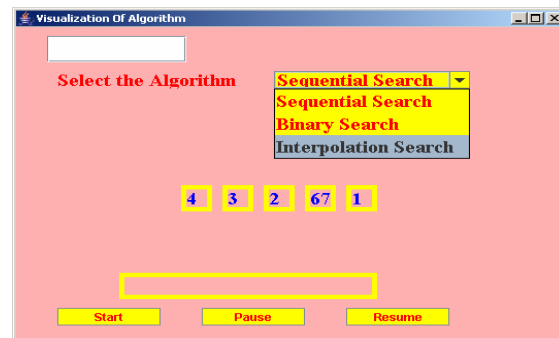 Visualization Of Algorithm
Select the Algorithm Sequential Search
Sequential Search
Binary Search
Interpolation Search
4 3 2 67 1
Start Pause Resume